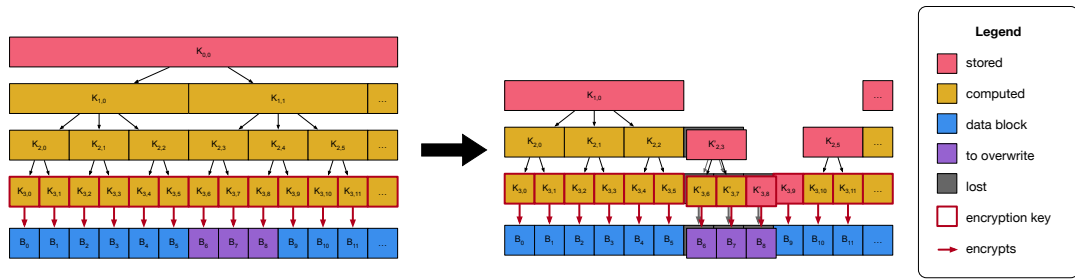 K0,0
K1,0 K1,1 ...
K2,0 K2,1 K2,2 K2,3 K2,4 K2,5 ...
K3,0 K3,1 K3,2 K3,3 K3,4 K3,5 K3,6 K3,7 K3,8 K3,9 K3,10 K3,11 ...
B0 B1 B2 B3 B4 B5 B6 B7 B8 B9 B10 B11 ...
K1,0 ...
K2,0 K2,1 K2,2 K'2,3 K2,5 ...
K3,0 K3,1 K3,2 K3,3 K3,4 K3,5 K'3,6 K'3,7 K'3,8 K3,9 K3,10 K3,11 ...
B0 B1 B2 B3 B4 B5 B6 B7 B8 B9 B10 B11 ...
Legend
stored
computed
data block
to overwrite
lost
encryption key
encrypts